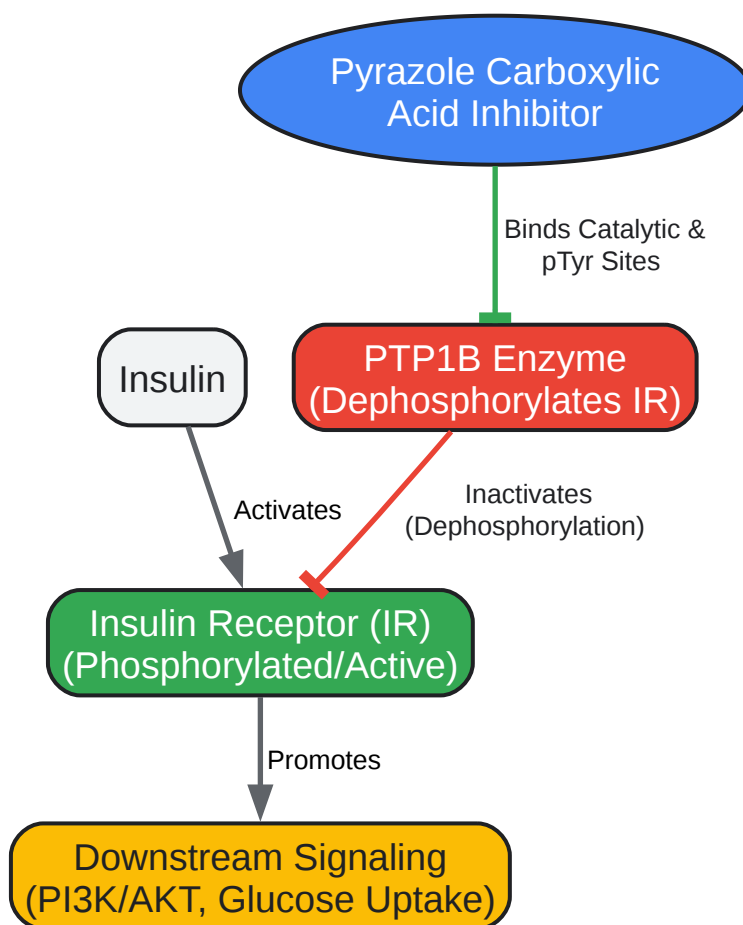 Pyrazole Carboxylic
Acid Inhibitor
Binds Catalytic &
pTyr Sites
PTP1B Enzyme
(Dephosphorylates IR)
Insulin
Inactivates
(Dephosphorylation)
Activates
Insulin Receptor (IR)
(Phosphorylated/Active)
Promotes
Downstream Signaling
(PI3K/AKT, Glucose Uptake)